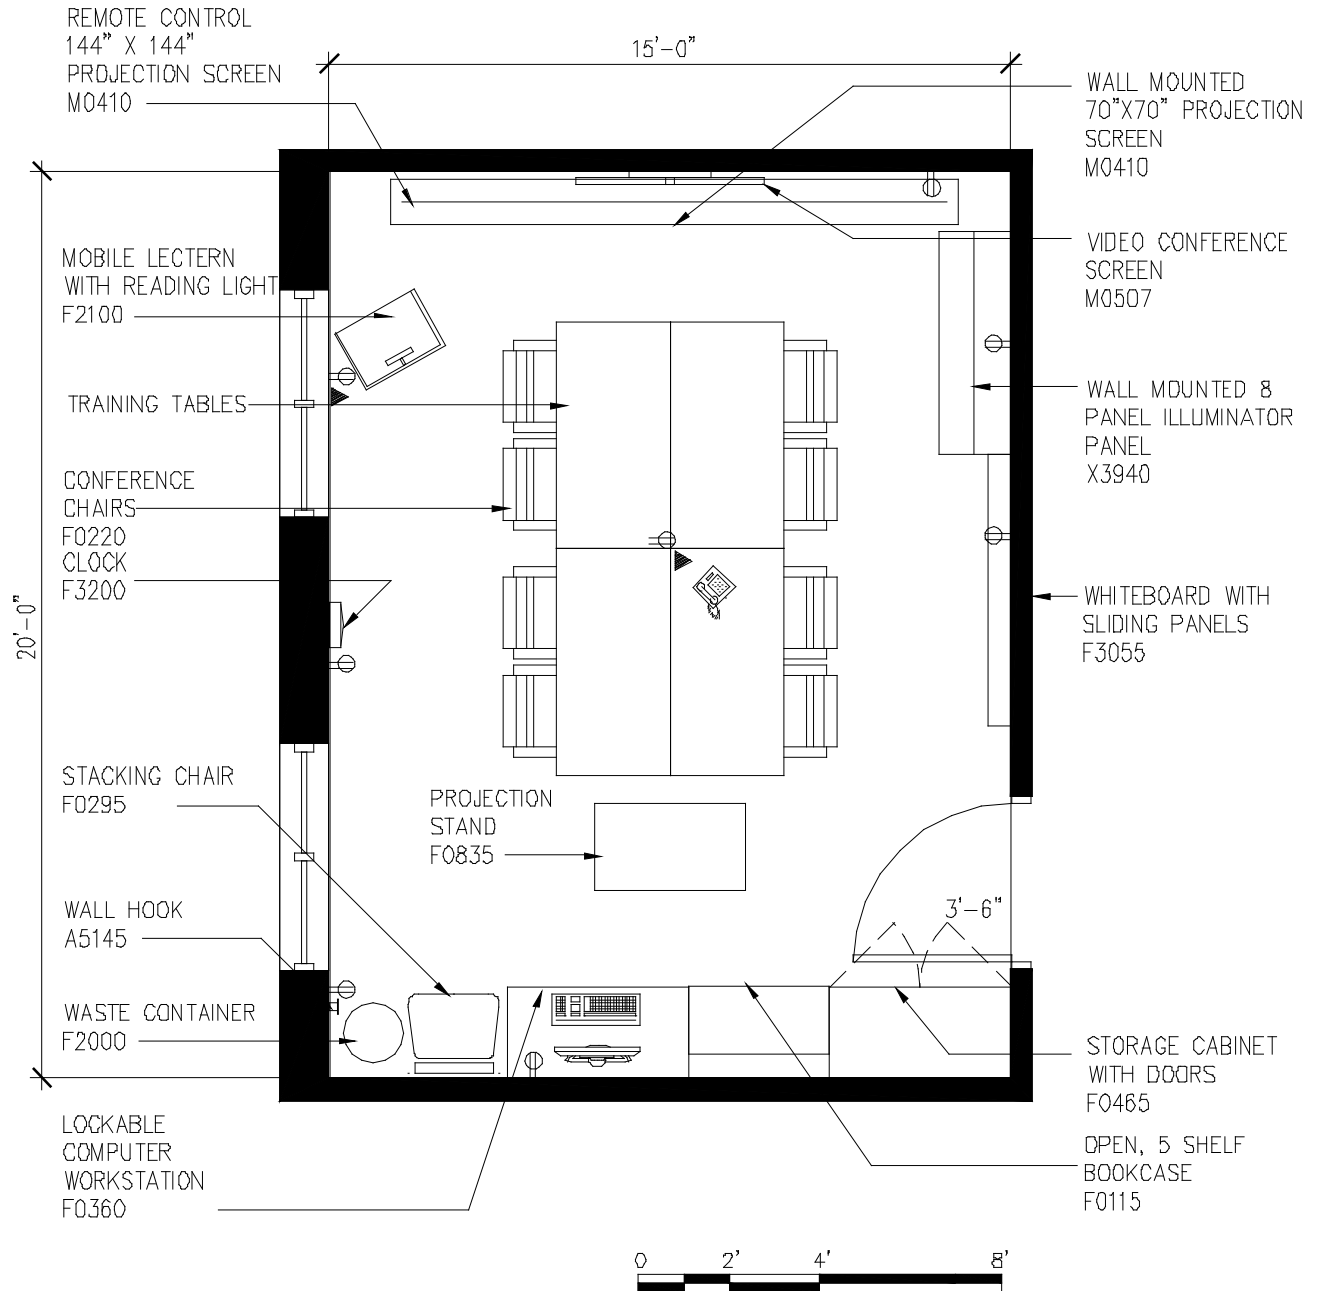 REMOTE CONTROL
144" X 144"
PROJECTION SCREEN
M0410
15'-0"
WALL MOUNTED
70"X70" PROJECTION
SCREEN
M0410
MOBILE LECTERN
WITH READING LIGHT
F2100
VIDEO CONFERENCE
SCREEN
M0507
TRAINING TABLES
WALL MOUNTED 8
PANEL ILLUMINATOR
PANEL
X3940
CONFERENCE
CHAIRS
F0220
CLOCK
F3200
20'-0"
WHITEBOARD WITH
SLIDING PANELS
F3055
STACKING CHAIR
F0295
PROJECTION
STAND
F0835
WALL HOOK
A5145
3'-6"
WASTE CONTAINER
F2000
STORAGE CABINET
WITH DOORS
F0465
LOCKABLE
COMPUTER
WORKSTATION
F0360
OPEN, 5 SHELF
BOOKCASE
F0115
0 2' 4' 8'